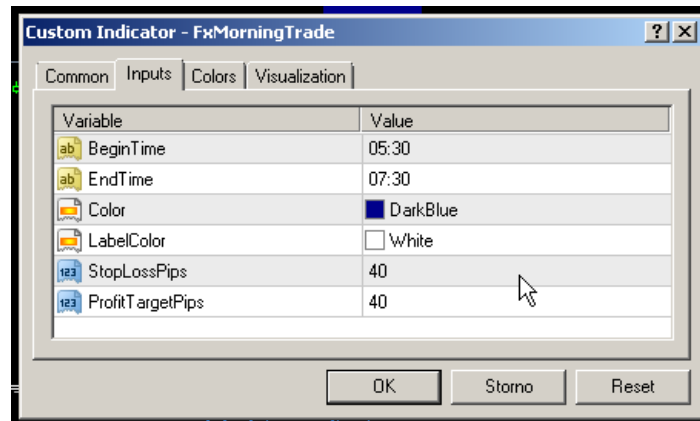 Custom Indicator - FxMorningTrade
Common Inputs Colors Visualization
Variable Value
ab BeginTime 05:30
ab EndTime 07:30
Color DarkBlue
LabelColor White
123 StopLossPips 40
123 ProfitTargetPips 40
OK Storno Reset